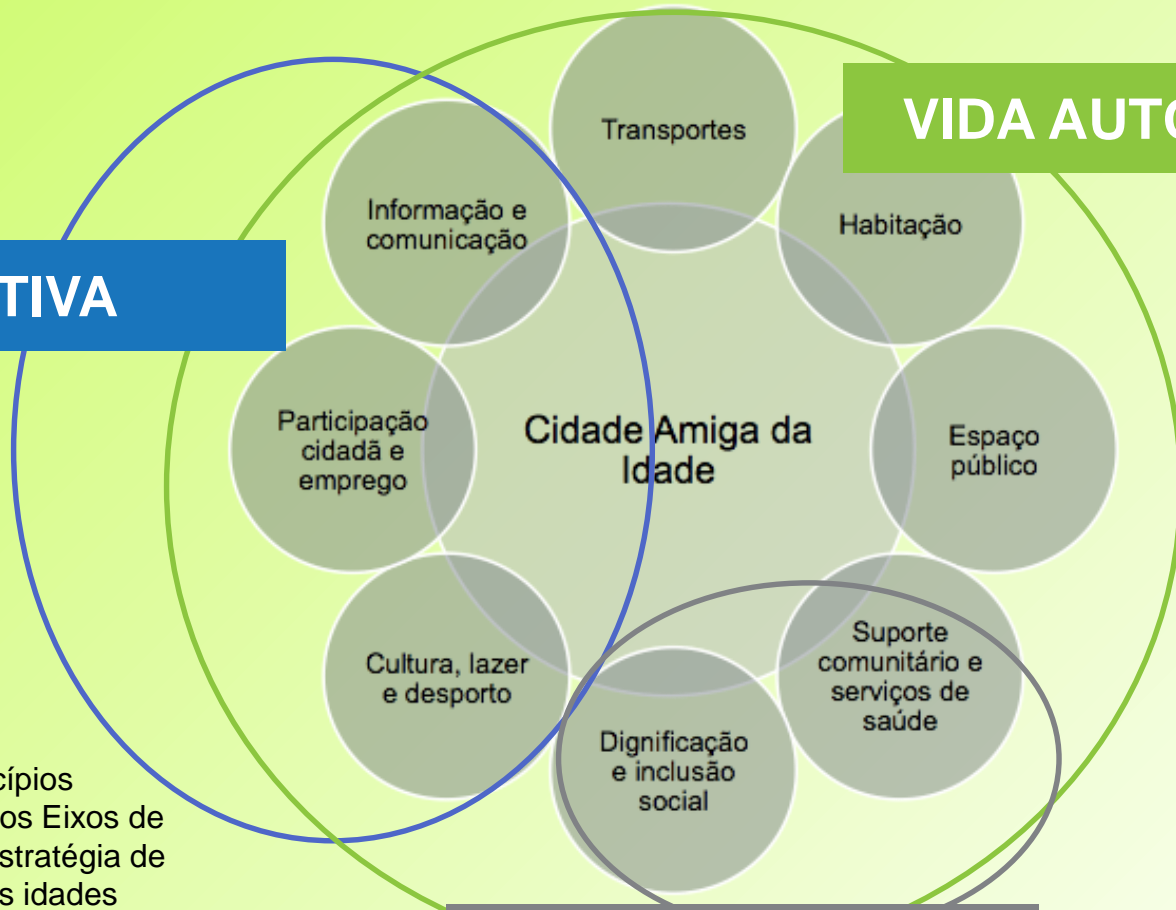 Transportes
VIDA AUTO
Informação e
comunicação
Habitação
TIVA
Participação
cidadã e
emprego
Cidade Amiga da
Idade
Espaço
público
Cultura, lazer
e desporto
Suporte
comunitário e
serviços de
saúde
Dignificação
e inclusão
social
cípios
os Eixos de
stratégia de
s idades